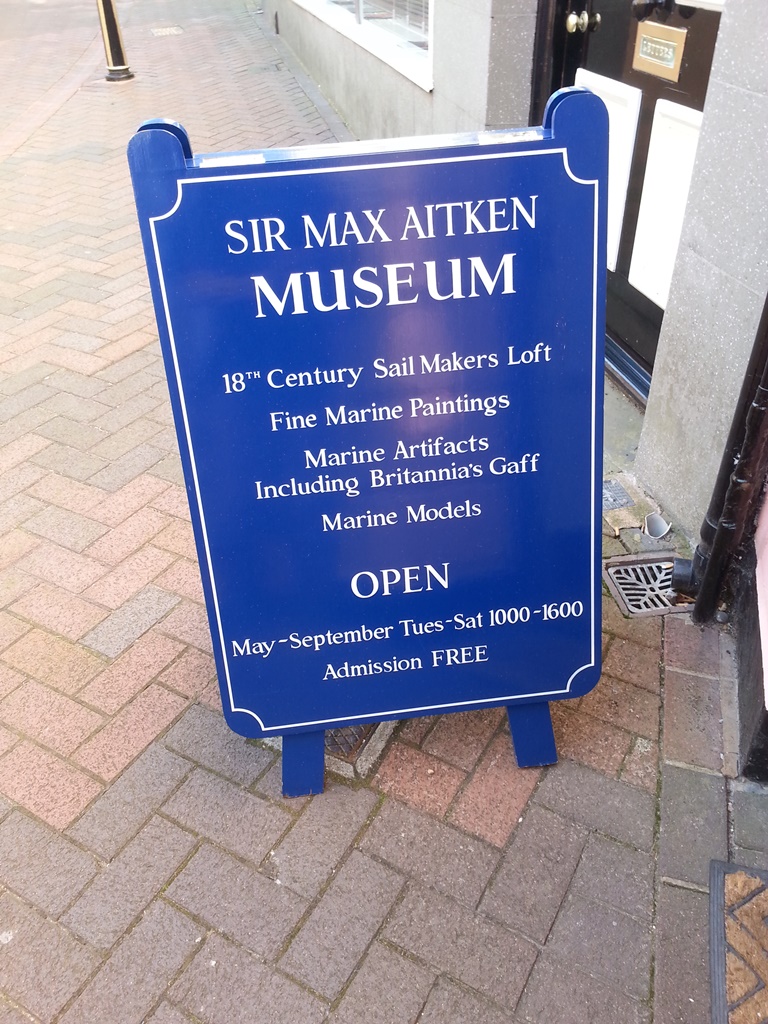 LETTERS
SIR MAX AITKEN
MUSEUM
18TH Century Sail Makers Loft
Fine Marine Paintings
Marine Artifacts
Including Britannia's Gaff
Marine Models
OPEN
May-September Tues-Sat 1000-1600
Admission FREE